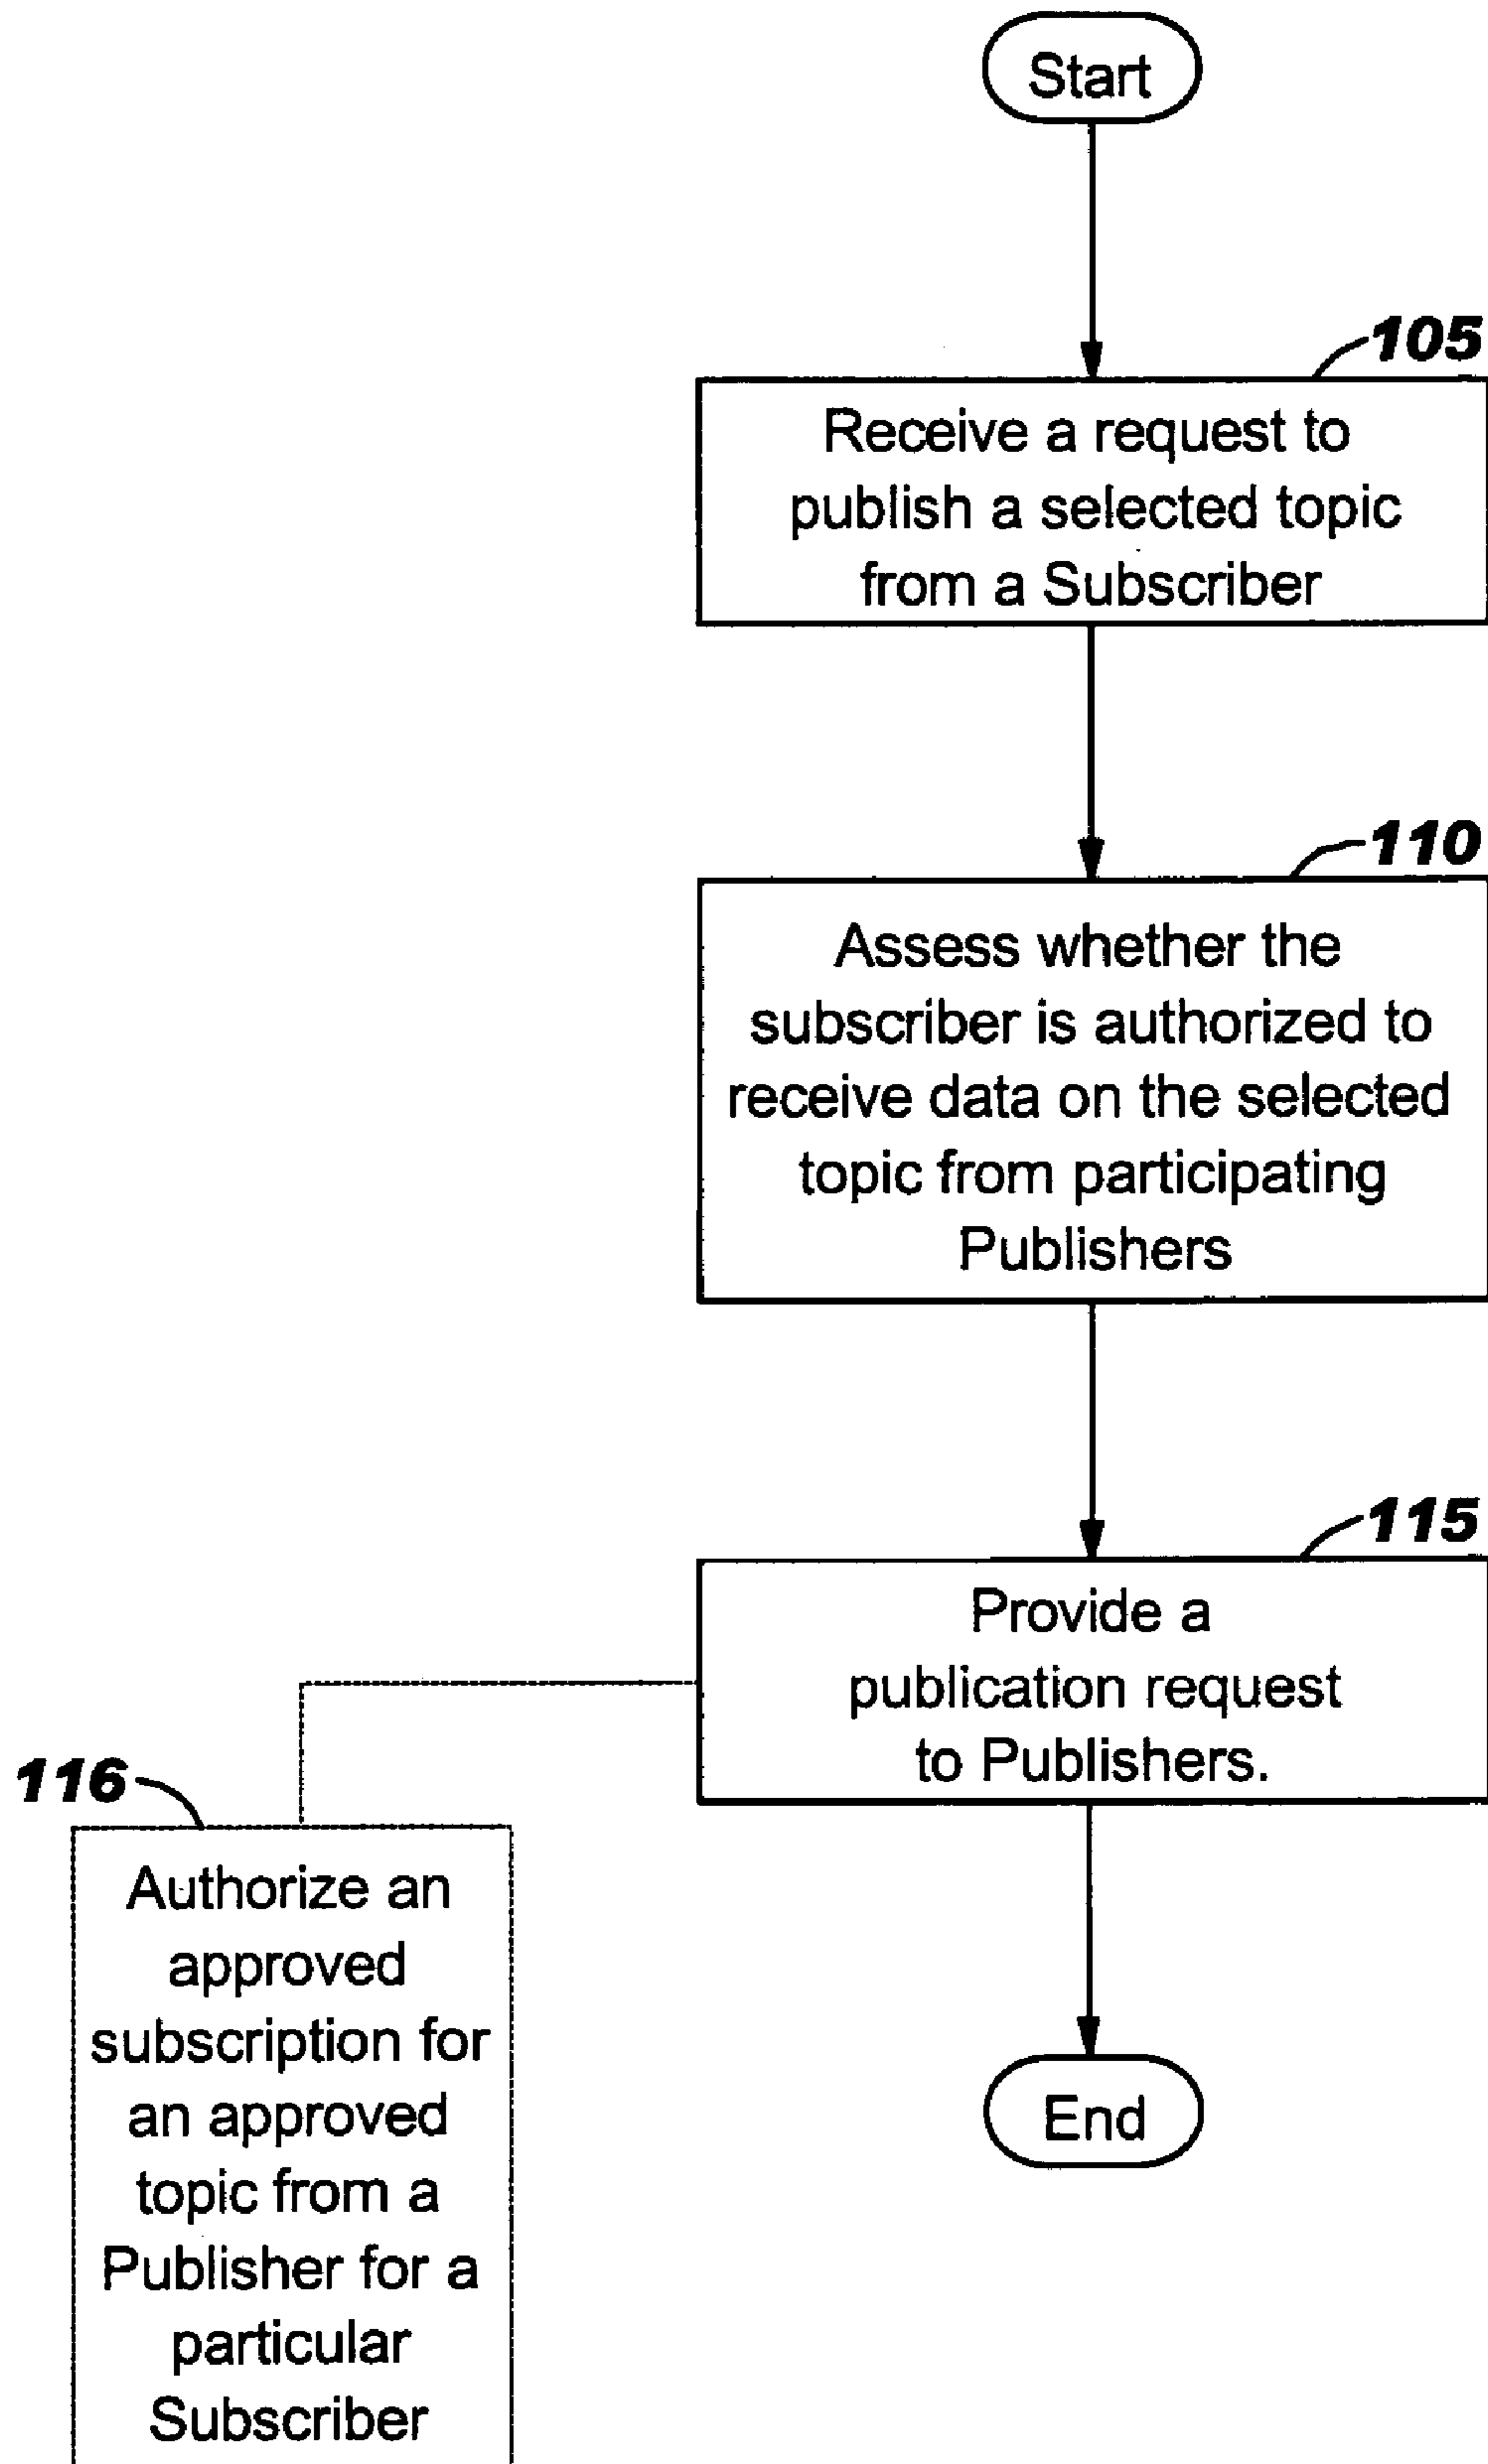 Start
105
Receive a request to
publish a selected topic
from a Subscriber
110
Assess whether the
subscriber is authorized to
receive data on the selected
topic from participating
Publishers
115
Provide a
publication request
to Publishers.
116
Authorize an
approved
subscription for
an approved
topic from a
Publisher for a
particular
Subscriber
End